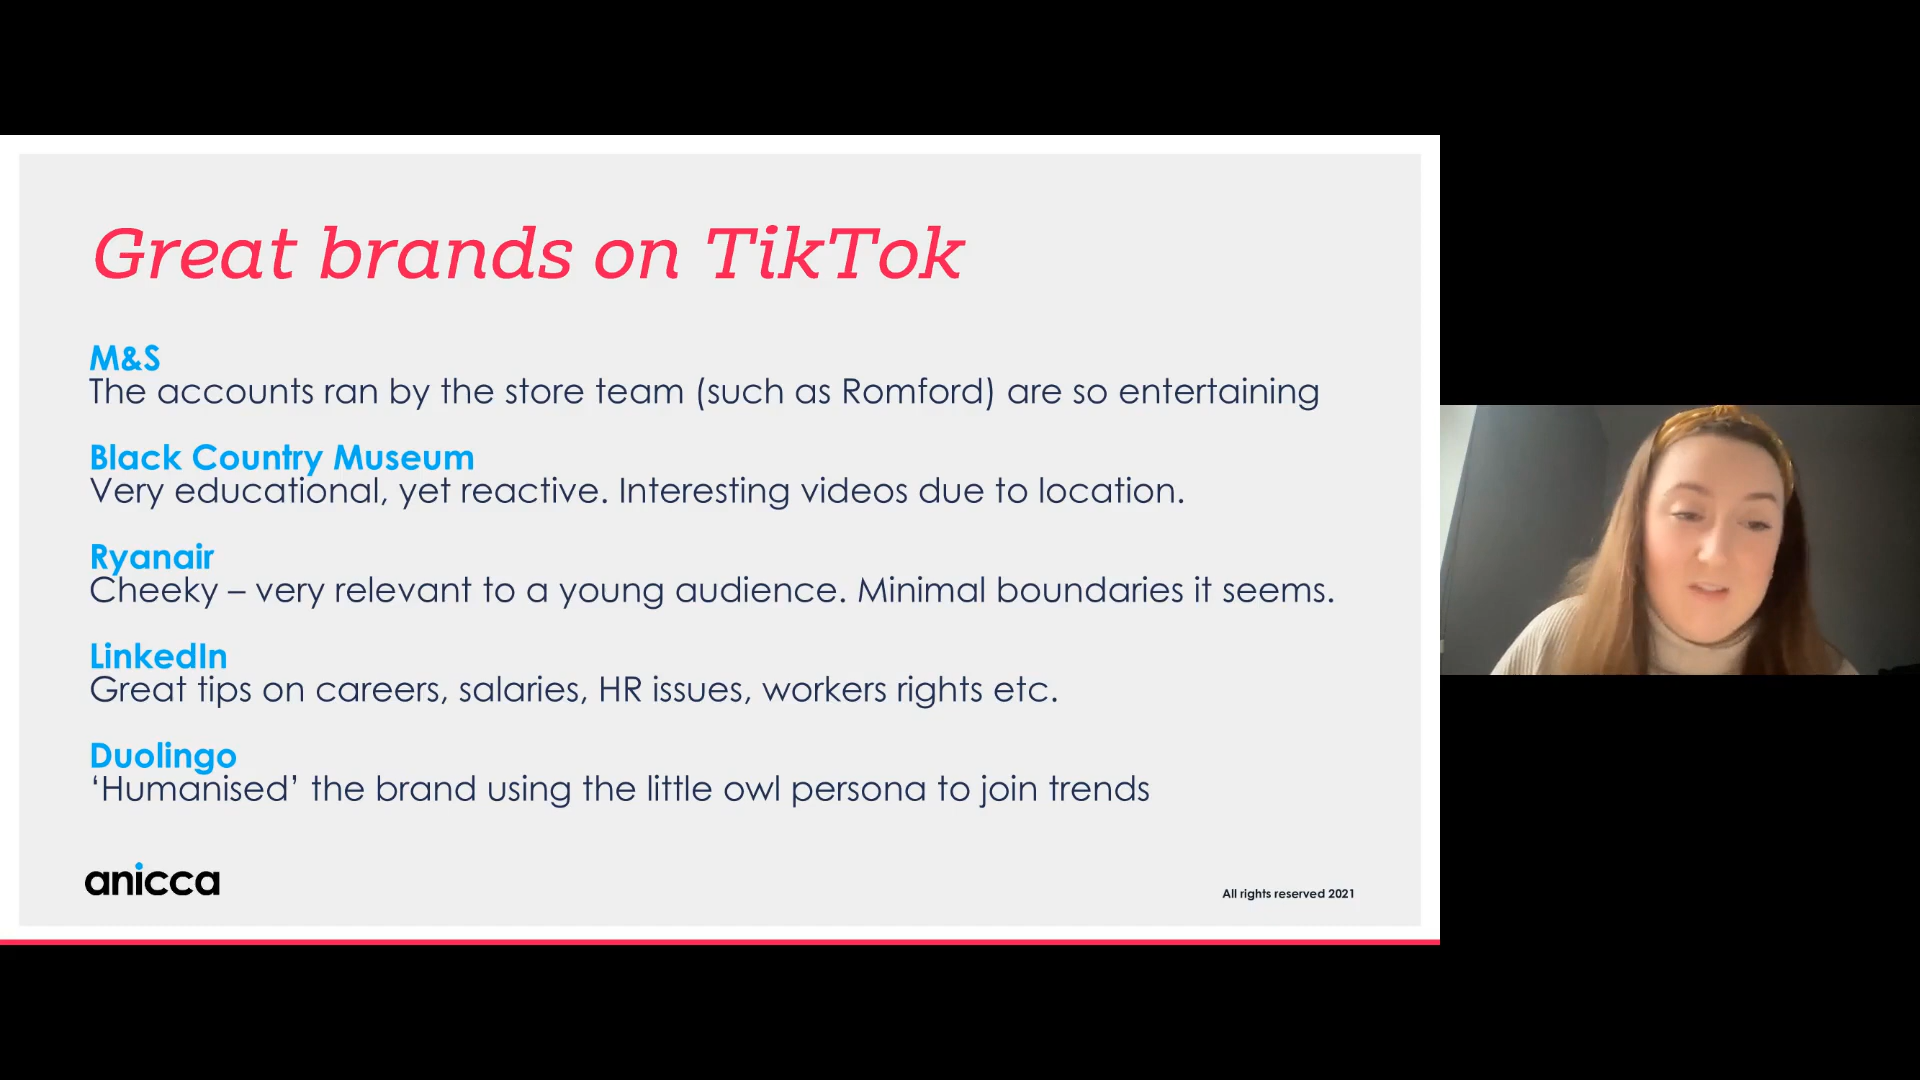 Great brands on TikTok
M&S
The accounts ran by the store team (such as Romford) are so entertaining
Black Country Museum
Very educational, yet reactive. Interesting videos due to location.
Ryanair
Cheeky – very relevant to a young audience. Minimal boundaries it seems.
LinkedIn
Great tips on careers, salaries, HR issues, workers rights etc.
Duolingo
‘Humanised’ the brand using the little owl persona to join trends
anicca
All rights reserved 2021